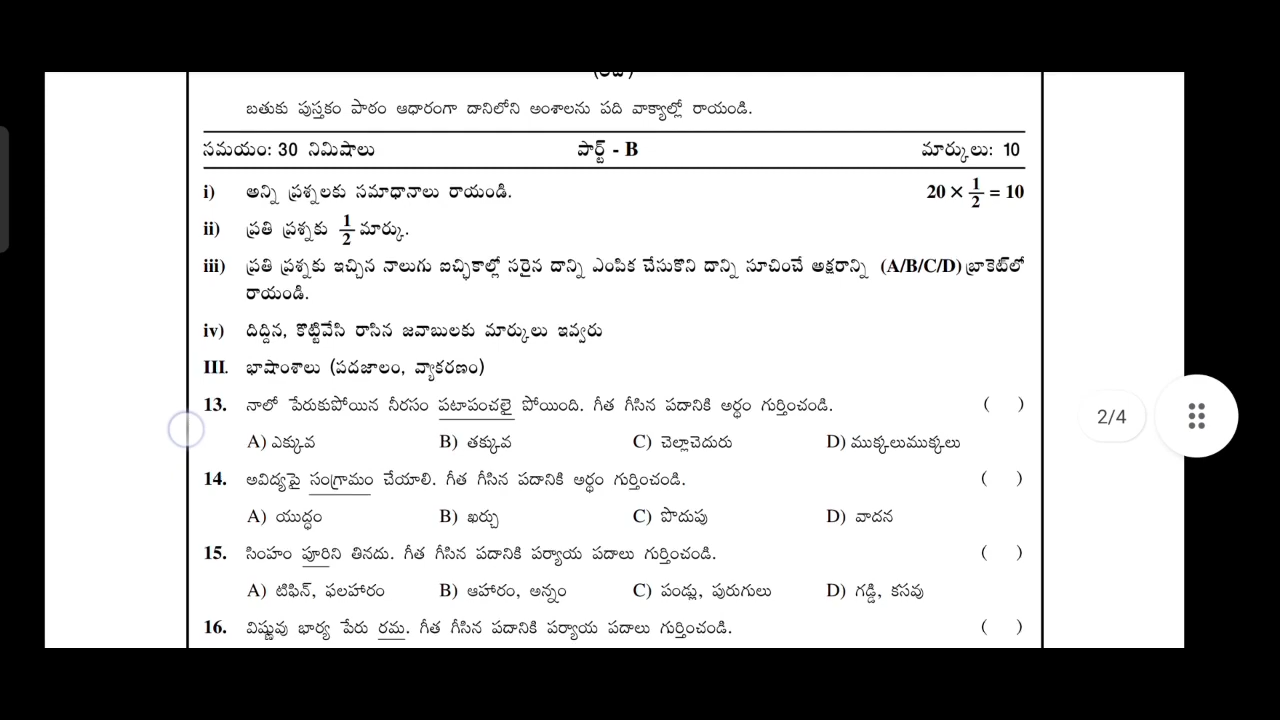 బతుకు పుస్తకం పాఠం ఆధారంగా దానిలోని అంశాలను పది వాక్యాల్లో రాయండి.
సమయం: 30 నిమిషాలు పార్ట్ - B మార్కులు: 10
i) అన్ని ప్రశ్నలకు సమాధానాలు రాయండి. 20 × 1/2 = 10
ii) ప్రతి ప్రశ్నకు 1/2 మార్కు.
iii) ప్రతి ప్రశ్నకు ఇచ్చిన నాలుగు ఐచ్ఛికాల్లో సరైన దాన్ని ఎంపిక చేసుకొని దాన్ని సూచించే అక్షరాన్ని (A/B/C/D) బ్రాకెట్‌లో
రాయండి.
iv) దిద్దిన, కొట్టివేసి రాసిన జవాబులకు మార్కులు ఇవ్వరు
III. భాషాంశాలు (పదజాలం, వ్యాకరణం)
13. నాలో పేరుకుపోయిన నీరసం పటాపంచలై పోయింది. గీత గీసిన పదానికి అర్థం గుర్తించండి. ( )
A) ఎక్కువ B) తక్కువ C) చెల్లాచెదురు D) ముక్కలుముక్కలు
2/4
14. అవిద్యపై సంగ్రామం చేయాలి. గీత గీసిన పదానికి అర్థం గుర్తించండి. ( )
A) యుద్ధం B) ఖర్చు C) పొదుపు D) వాదన
15. సింహం పూరిని తినదు. గీత గీసిన పదానికి పర్యాయ పదాలు గుర్తించండి. ( )
A) టిఫిన్, ఫలహారం B) ఆహారం, అన్నం C) పండ్లు, పురుగులు D) గడ్డి, కసవు
16. విష్ణువు భార్య పేరు రమ. గీత గీసిన పదానికి పర్యాయ పదాలు గుర్తించండి. ( )